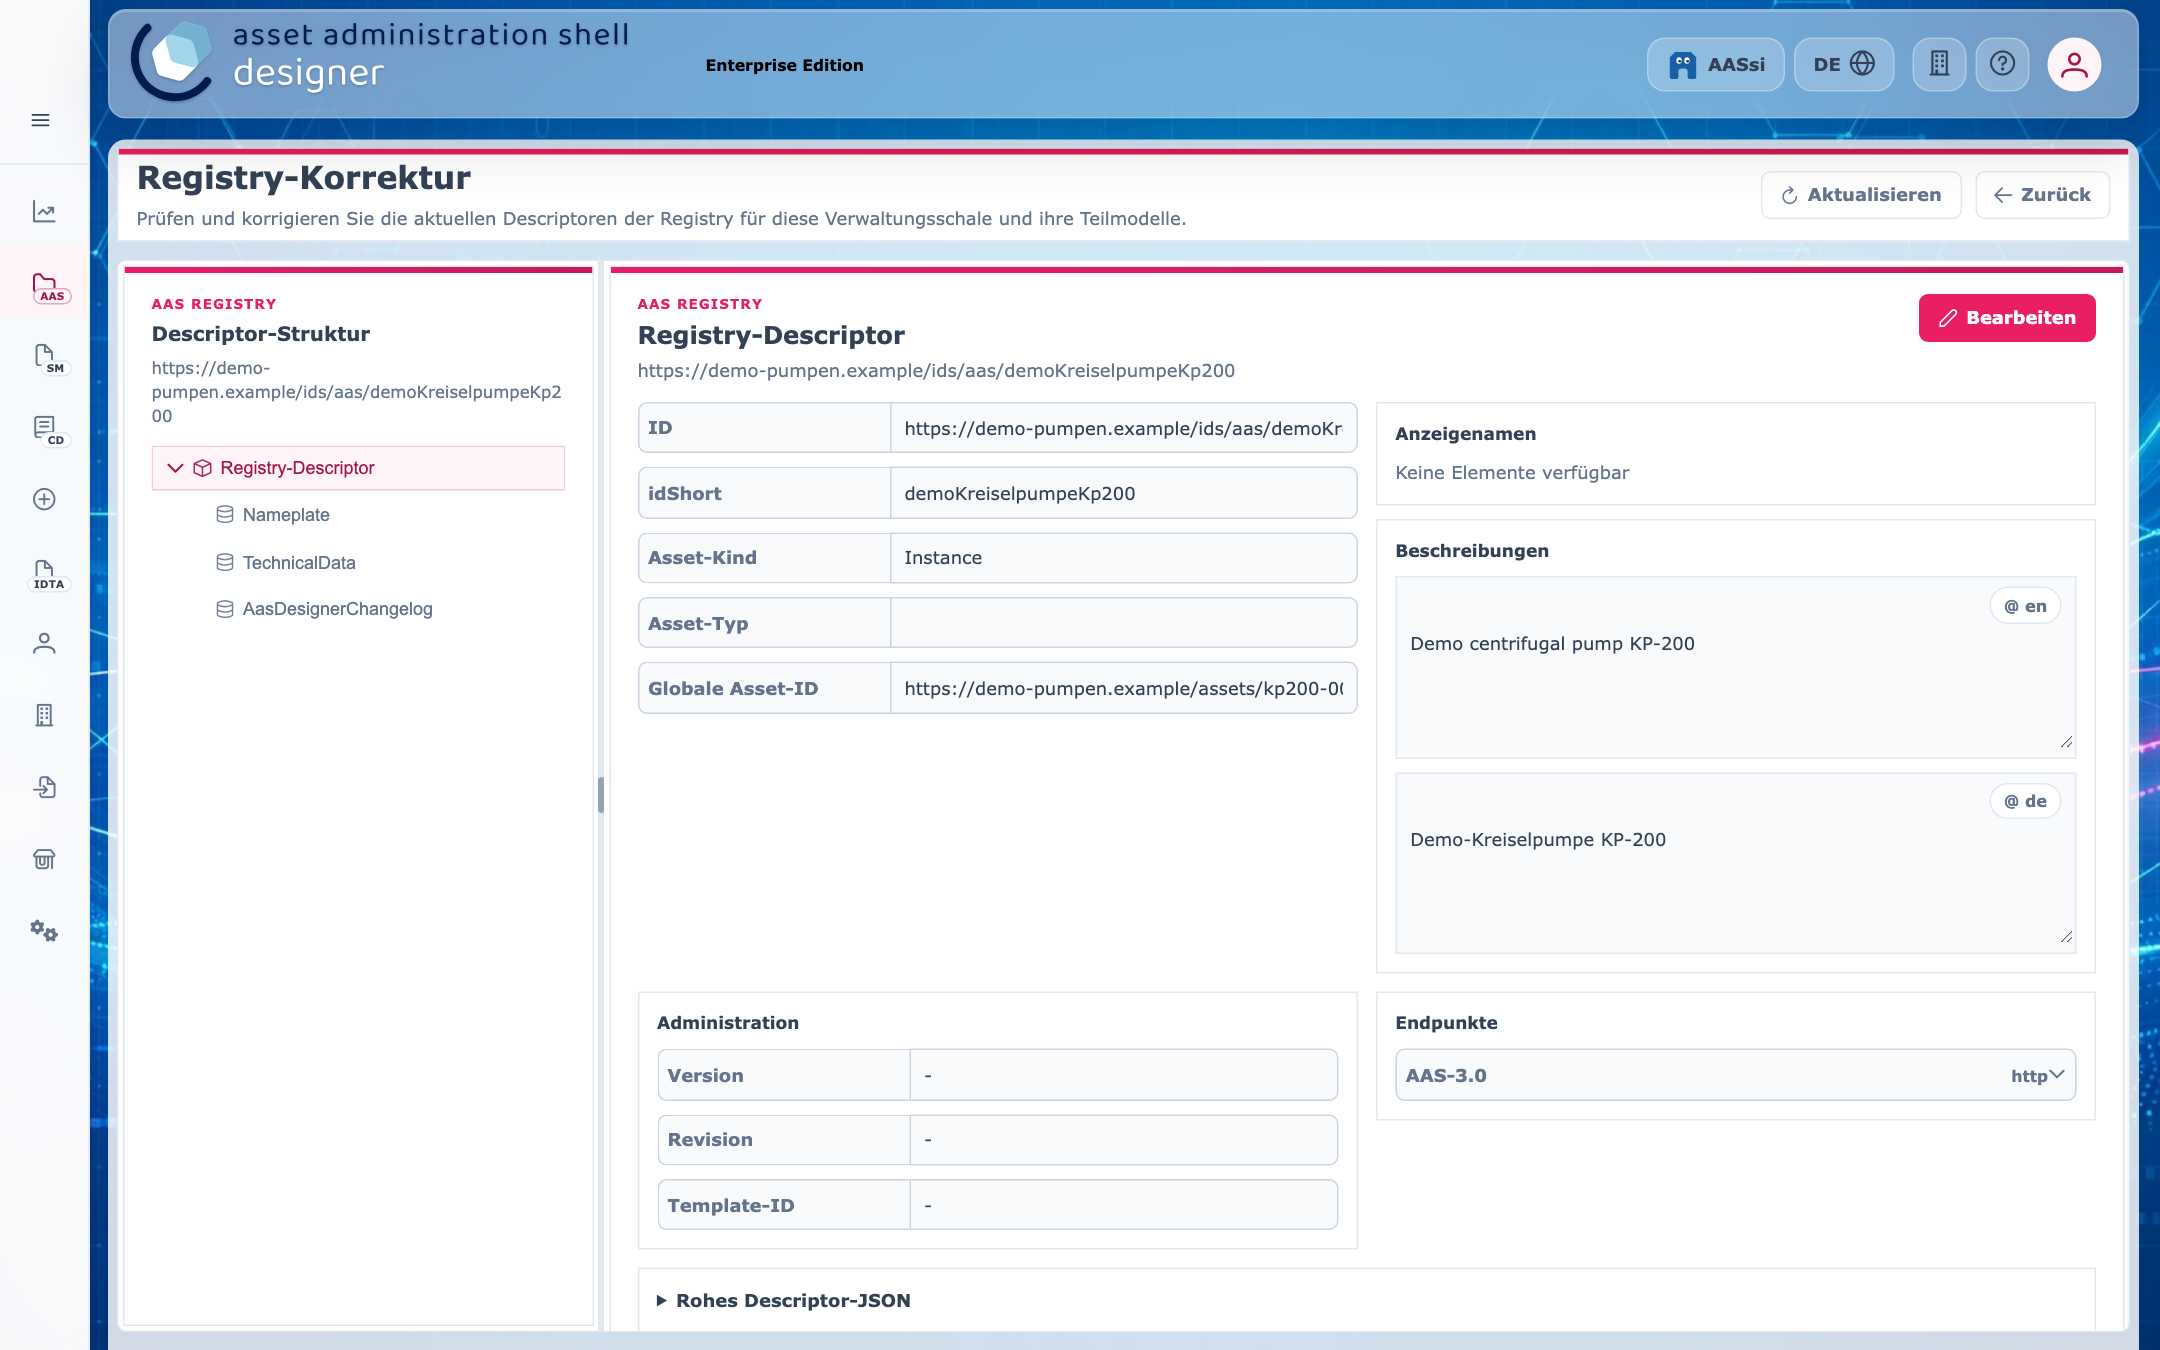 asset administration shell
designer
Enterprise Edition
AASsi
DE
Registry-Korrektur
Prüfen und korrigieren Sie die aktuellen Descriptoren der Registry für diese Verwaltungsschale und ihre Teilmodelle.
Aktualisieren
Zurück
AAS
SM
CD
IDTA
AAS REGISTRY
Descriptor-Struktur
https://demo-
pumpen.example/ids/aas/demoKreiselpumpeKp2
00
Registry-Descriptor
Nameplate
TechnicalData
AasDesignerChangelog
AAS REGISTRY
Registry-Descriptor
https://demo-pumpen.example/ids/aas/demoKreiselpumpeKp200
Bearbeiten
ID https://demo-pumpen.example/ids/aas/demoKr
idShort demoKreiselpumpeKp200
Asset-Kind Instance
Asset-Typ
Globale Asset-ID https://demo-pumpen.example/assets/kp200-00
Anzeigenamen
Keine Elemente verfügbar
Beschreibungen
@ en
Demo centrifugal pump KP-200
@ de
Demo-Kreiselpumpe KP-200
Administration
Version -
Revision -
Template-ID -
Endpunkte
AAS-3.0 http
Rohes Descriptor-JSON